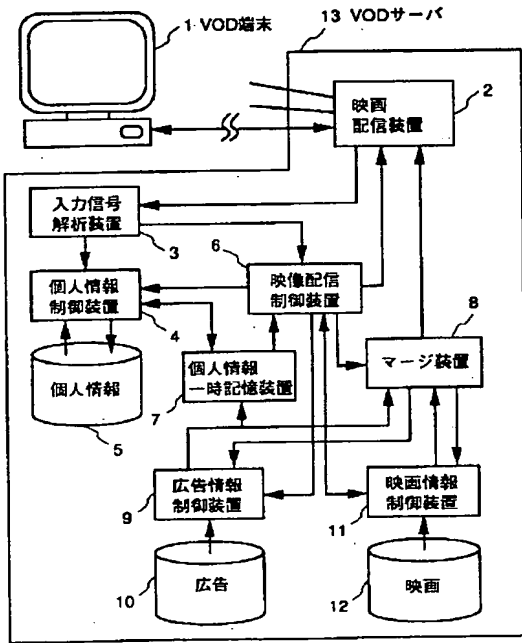 1 VOD端末
13 VODサーバ
映画
配信装置
2
入力信号
解析装置
3
6
映像配信
制御装置
個人情報
制御装置
4
8
マージ装置
個人情報
一時記憶装置
7
個人情報
5
広告情報
制御装置
9
映画情報
制御装置
11
広告
10
映画
12